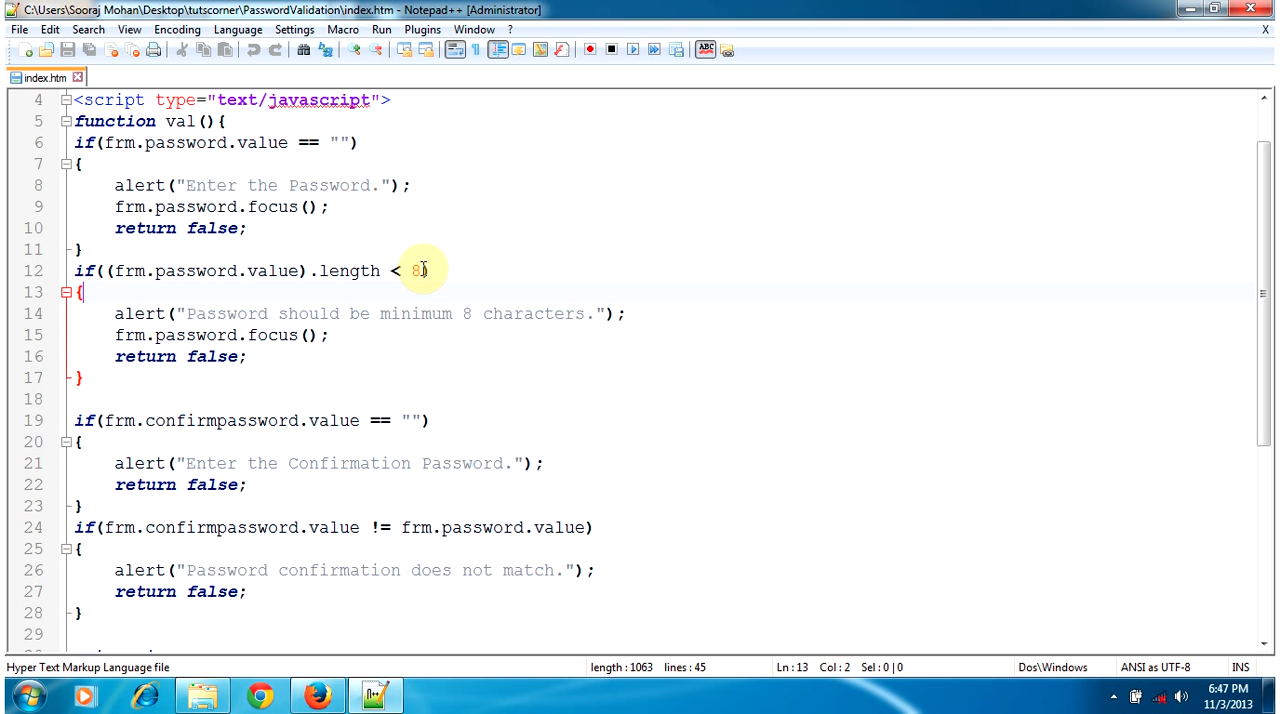 C:\Users\Sooraj Mohan\Desktop\tutscorner\PasswordValidation\index.htm - Notepad++ [Administrator]
File Edit Search View Encoding Language Settings Macro Run Plugins Window ? X
ABC
index.htm
4 <script type="text/javascript">
5 function val(){
6 if(frm.password.value == "")
7 {
8 alert("Enter the Password.");
9 frm.password.focus();
10 return false;
11 }
12 if((frm.password.value).length < 8)
13 {
14 alert("Password should be minimum 8 characters.");
15 frm.password.focus();
16 return false;
17 }
18
19 if(frm.confirmpassword.value == "")
20 {
21 alert("Enter the Confirmation Password.");
22 return false;
23 }
24 if(frm.confirmpassword.value != frm.password.value)
25 {
26 alert("Password confirmation does not match.");
27 return false;
28 }
29
Hyper Text Markup Language file length : 1063 lines : 45 Ln : 13 Col : 2 Sel : 0 | 0 Dos\Windows ANSI as UTF-8 INS
6:47 PM
11/3/2013